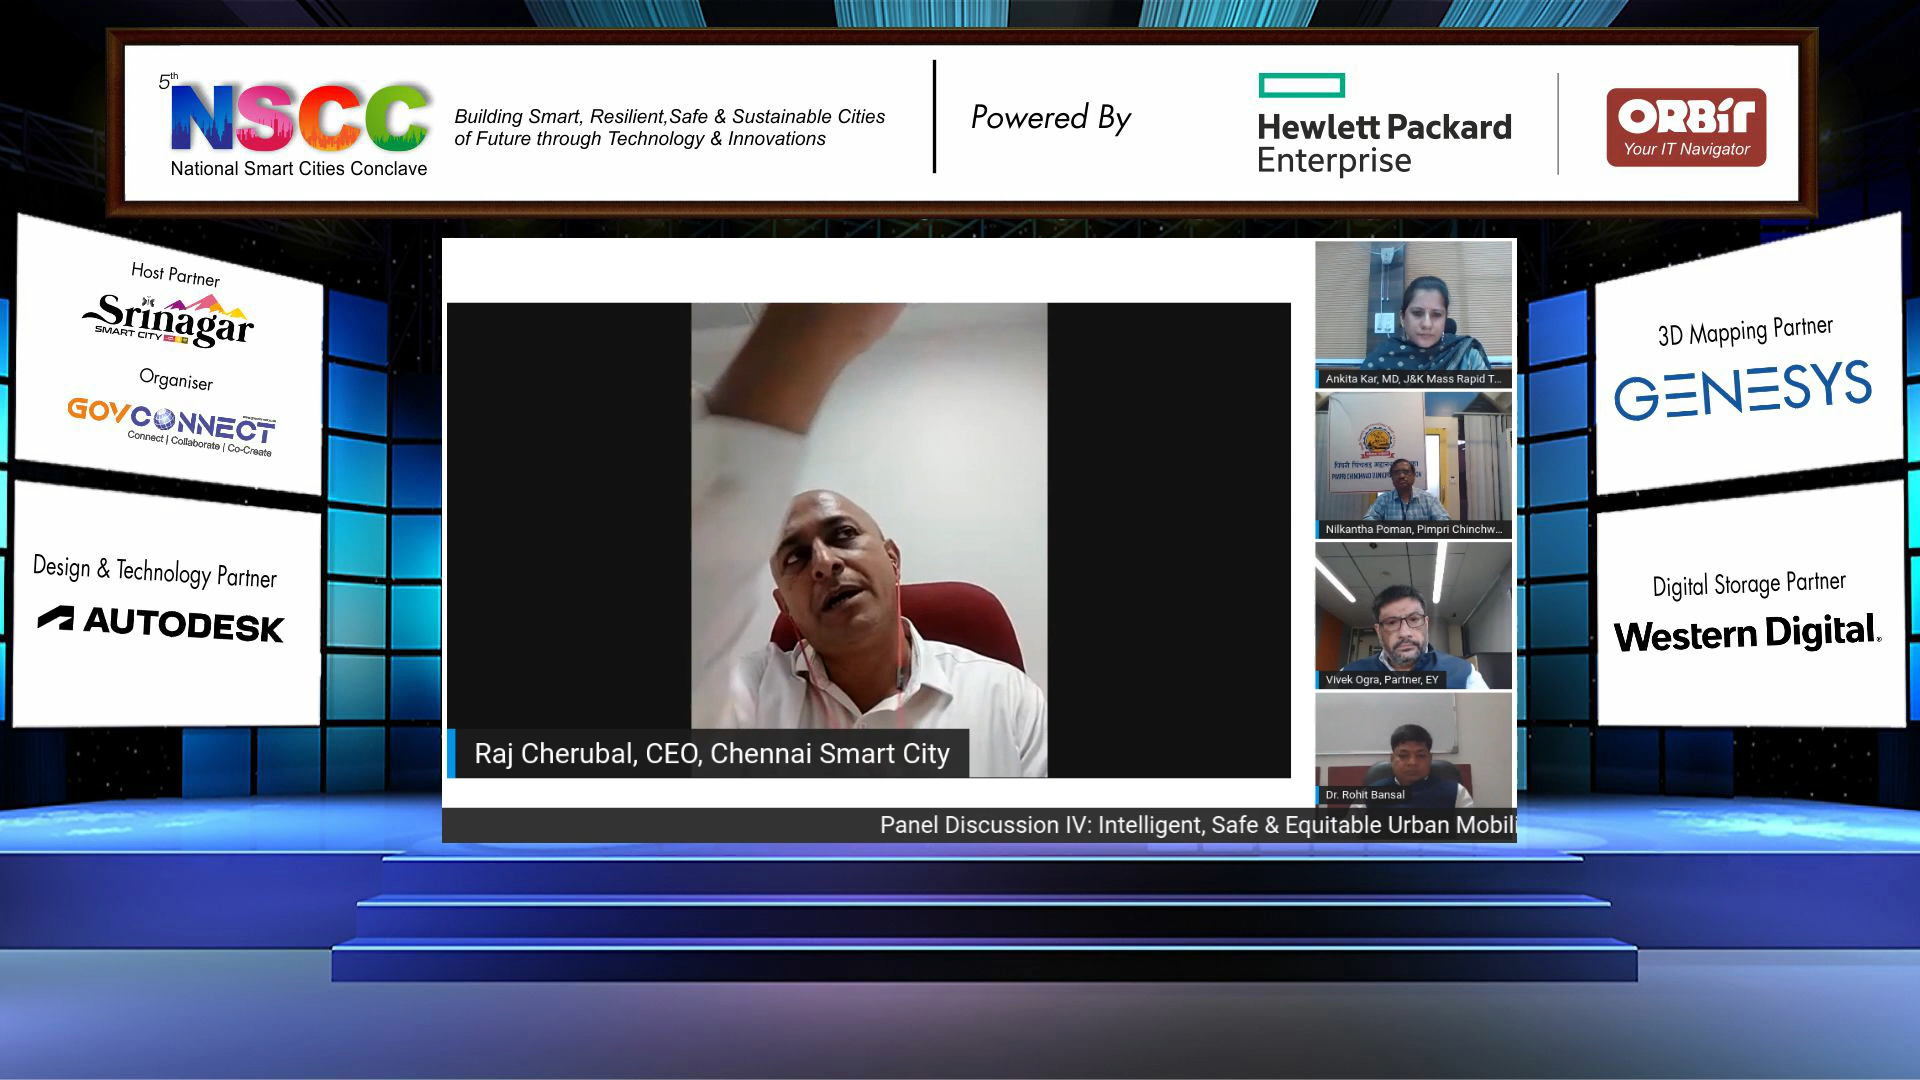 5th
NSCC
National Smart Cities Conclave
Building Smart, Resilient,Safe & Sustainable Cities
of Future through Technology & Innovations
Powered By
Hewlett Packard
Enterprise
ORBIT
Your IT Navigator
Host Partner
Srinagar
SMART CITY
Organiser
GOVCONNECT
Connect | Collaborate | Co-Create
Design & Technology Partner
AUTODESK
Raj Cherubal, CEO, Chennai Smart City
Ankita Kar, MD, J&K Mass Rapid T...
Nilkantha Poman, Pimpri Chinchw...
Vivek Ogra, Partner, EY
Dr. Rohit Bansal
Panel Discussion IV: Intelligent, Safe & Equitable Urban Mobili
3D Mapping Partner
GENESYS
Digital Storage Partner
Western Digital